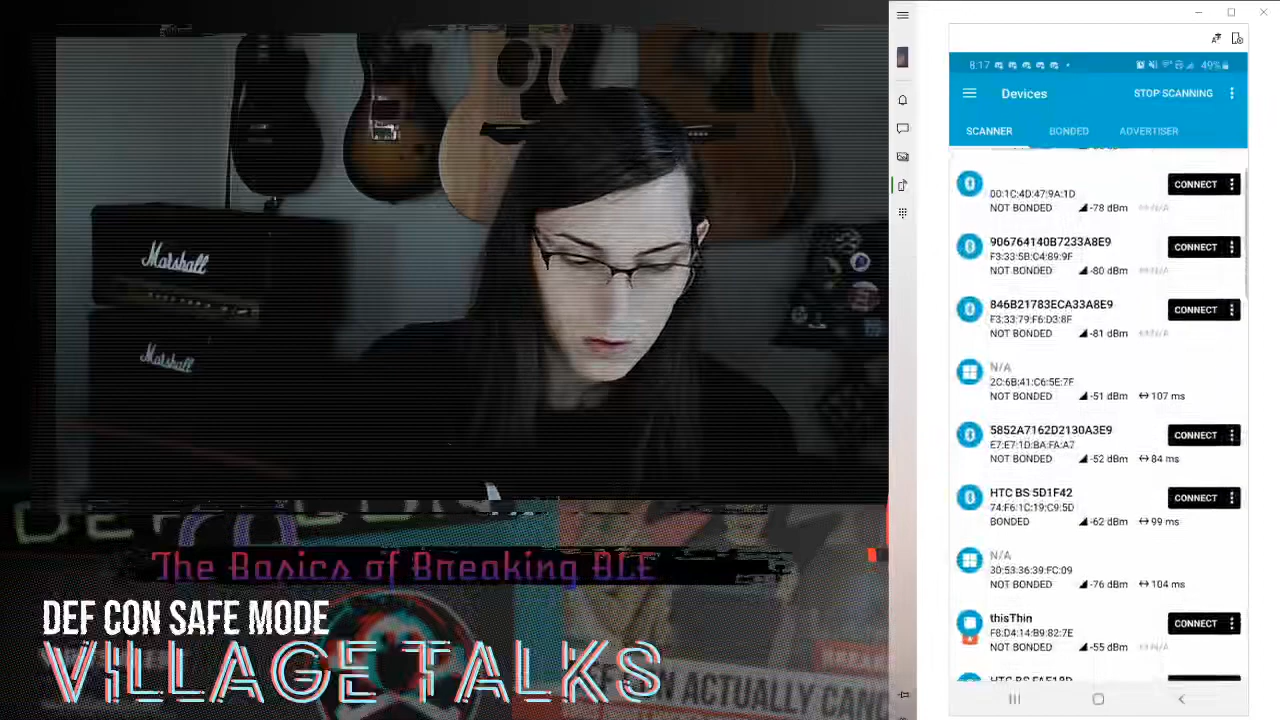 8:17
49%
Devices
STOP SCANNING
SCANNER
BONDED
ADVERTISER
00:1C:4D:47:9A:1D
CONNECT
NOT BONDED
-78 dBm
N/A
906764140B7233A8E9
F3:33:5B:C4:89:9F
CONNECT
NOT BONDED
-80 dBm
N/A
846B21783ECA33A8E9
F3:33:79:F6:D3:8F
CONNECT
NOT BONDED
-81 dBm
N/A
N/A
2C:6B:41:C6:5E:7F
NOT BONDED
-51 dBm
107 ms
5852A7162D2130A3E9
E7:E7:1D:BA:FA:A7
CONNECT
NOT BONDED
-52 dBm
84 ms
HTC BS 5D1F42
74:F6:1C:19:C9:5D
CONNECT
BONDED
-62 dBm
99 ms
N/A
30:53:36:39:FC:09
NOT BONDED
-76 dBm
104 ms
thisThin
F8:D4:14:B9:82:7E
CONNECT
NOT BONDED
-55 dBm
N/A
Marshall
Marshall
The Basics of Breaking BLE
DEF CON SAFE MODE
VILLAGE TALKS
CON ACTUALLY CANC